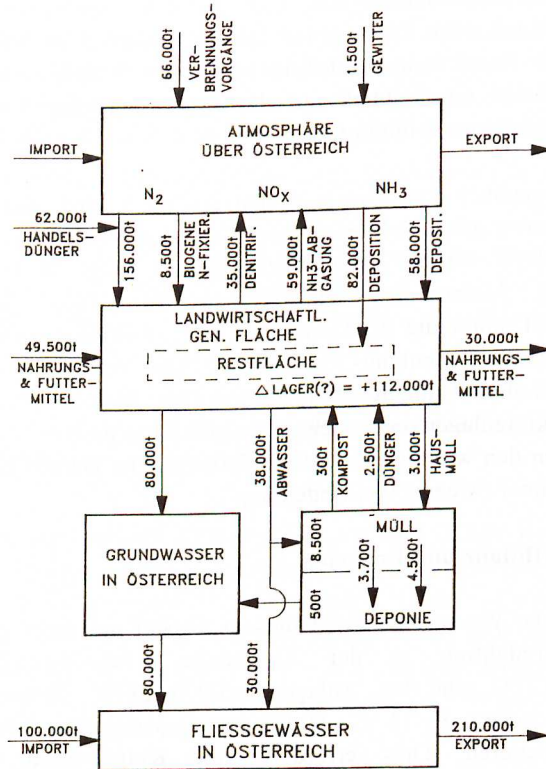 66.000t
VER-
BRENNUNGS-
VORGÄNGE
1.500t
GEWITTER
IMPORT
ATMOSPHÄRE
ÜBER ÖSTERREICH
EXPORT
N2
NOX
NH3
62.000t
HANDELS-
DÜNGER
156.000t
8.500t
BIOGENE
N-FIXIER.
35.000t
DENITRIF.
59.000t
NH3-AB-
GASUNG
82.000t
DEPOSITION
58.000t
DEPOSIT.
49.500t
NAHRUNGS-
& FUTTER-
MITTEL
LANDWIRTSCHAFTL.
GEN. FLÄCHE
RESTFLÄCHE
△ LAGER(?) = +112.000t
30.000t
NAHRUNGS-
& FUTTER-
MITTEL
80.000t
38.000t
ABWASSER
300t
KOMPOST
2.500t
DÜNGER
3.000t
HAUS-
MÜLL
GRUNDWASSER
IN ÖSTERREICH
8.500t
MÜLL
3.700t
4.500t
500t
DEPONIE
80.000t
30.000t
100.000t
IMPORT
FLIESSGEWÄSSER
IN ÖSTERREICH
210.000t
EXPORT